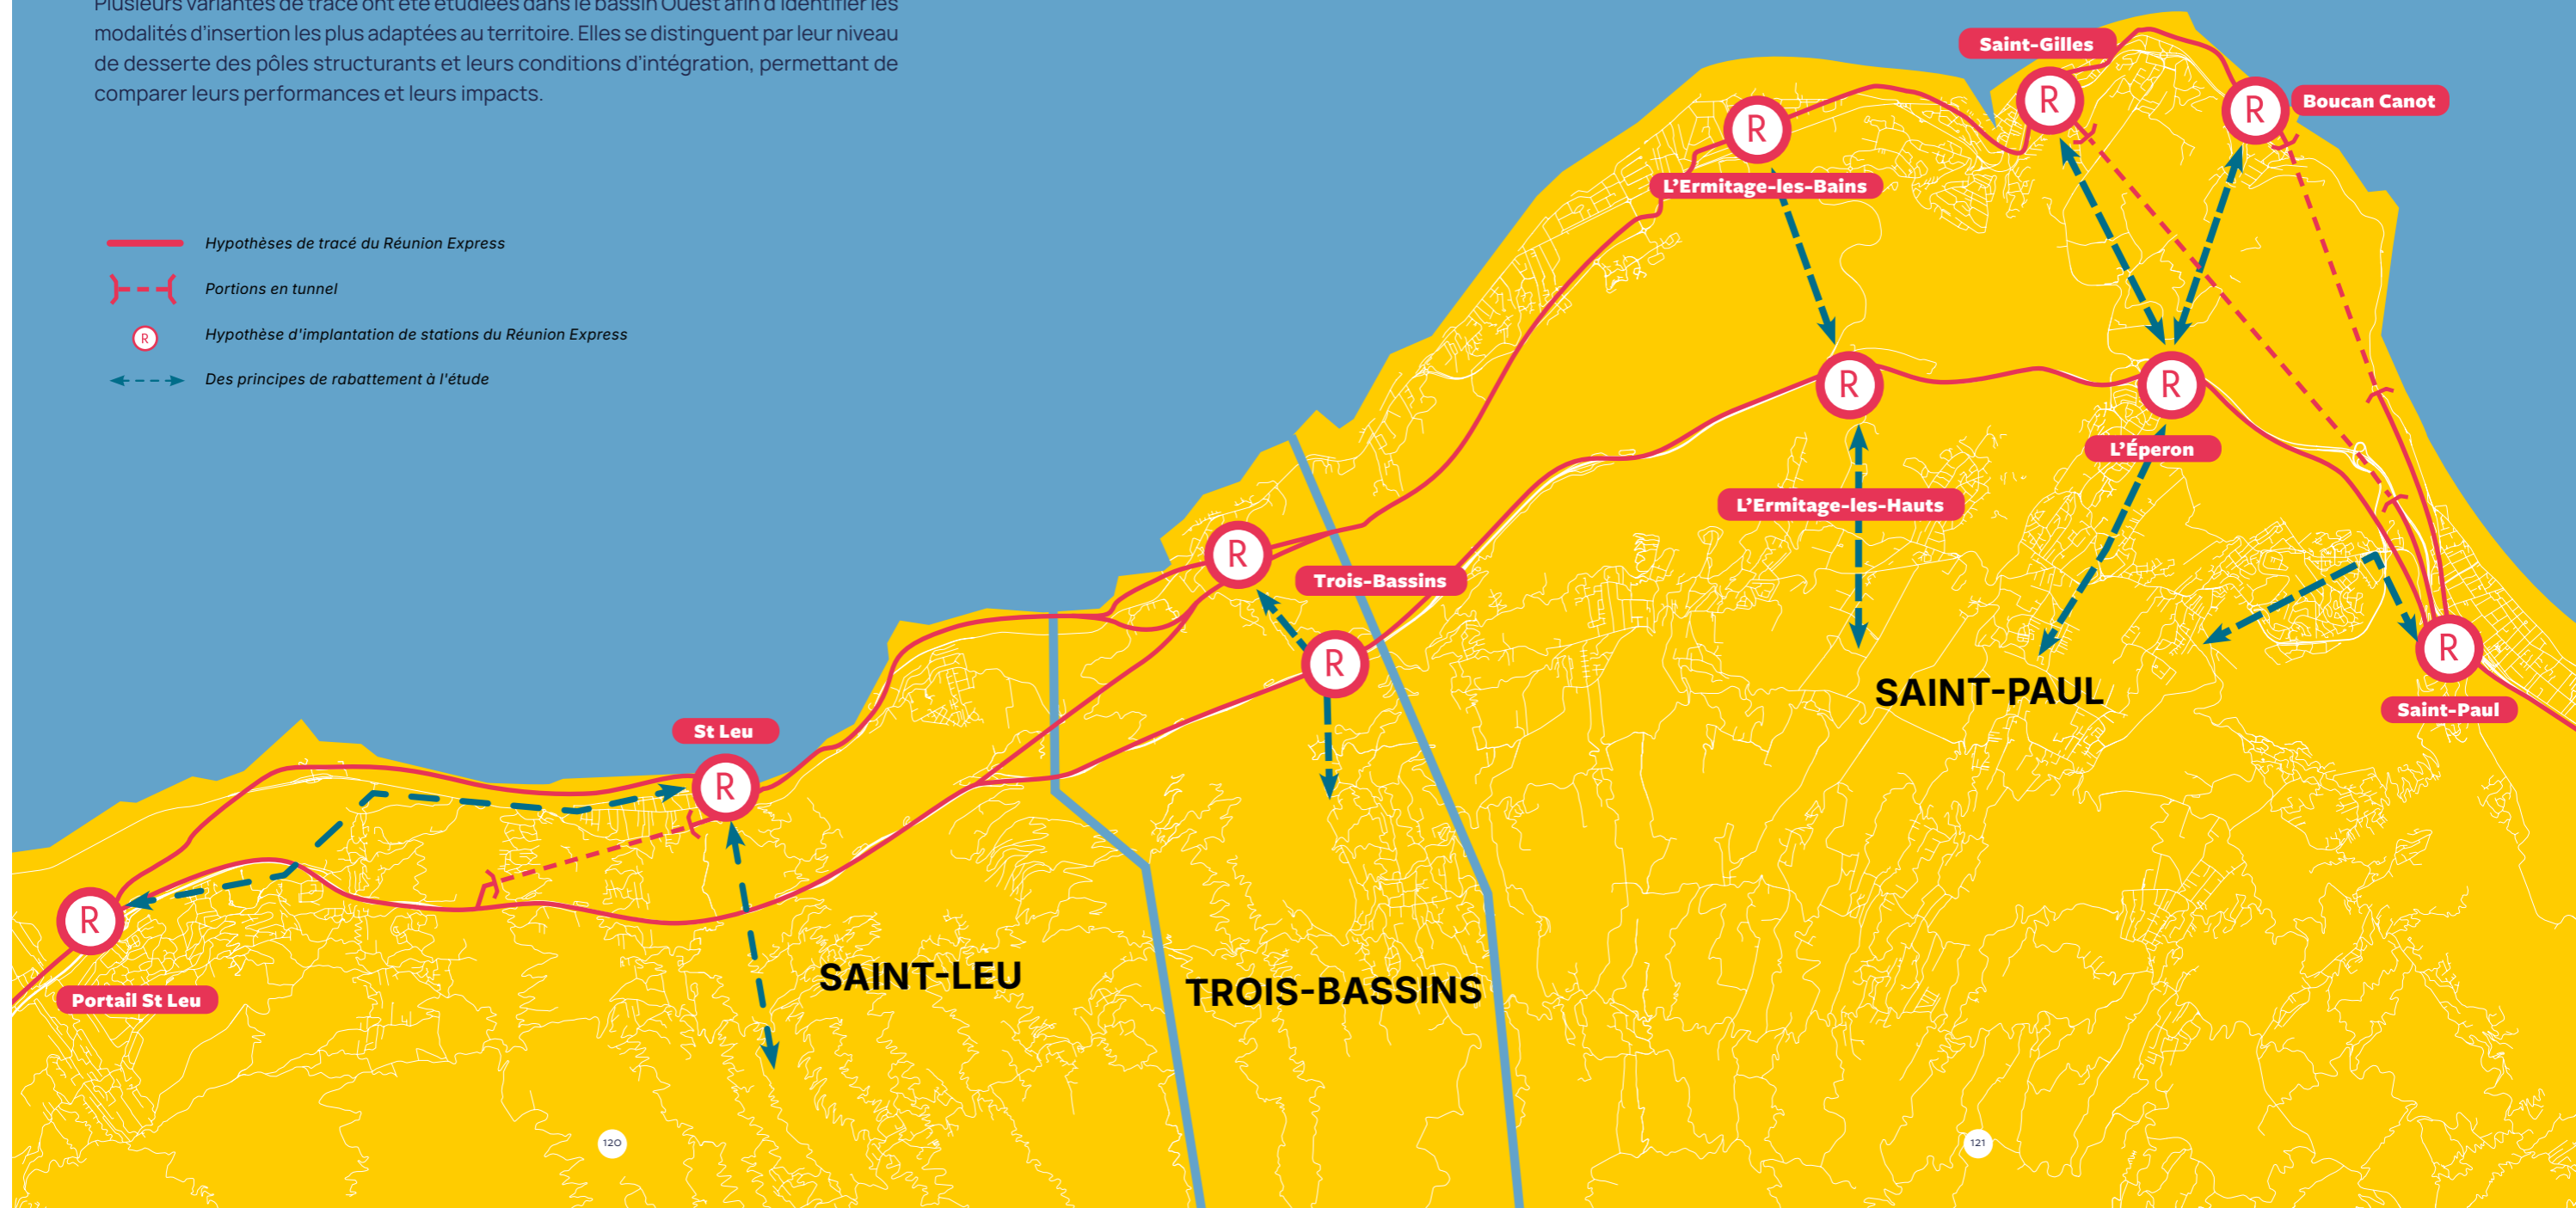 Plusieurs variantes de tracé ont été étudiées dans le bassin Ouest afin d'identifier les
modalités d'insertion les plus adaptées au territoire. Elles se distinguent par leur niveau
de desserte des pôles structurants et leurs conditions d'intégration, permettant de
comparer leurs performances et leurs impacts.
Hypothèses de tracé du Réunion Express
Portions en tunnel
R
Hypothèse d'implantation de stations du Réunion Express
Des principes de rabattement à l'étude
Saint-Gilles
R
R
Boucan Canot
R
L'Ermitage-les-Bains
R
R
L'Éperon
L'Ermitage-les-Hauts
R
Trois-Bassins
R
R
SAINT-PAUL
Saint-Paul
St Leu
R
R
Portail St Leu
SAINT-LEU
TROIS-BASSINS
120
121